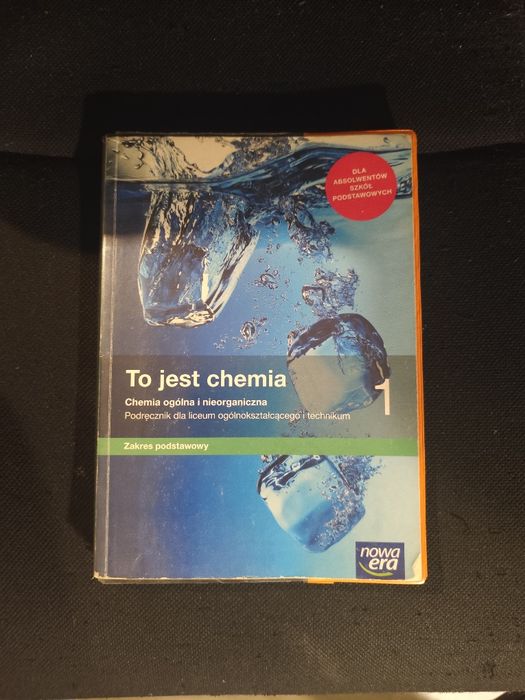 DLA
ABSOLWENTÓW
SZKÓŁ
PODSTAWOWYCH
To jest chemia
1
Chemia ogólna i nieorganiczna
Podręcznik dla liceum ogólnokształcącego i technikum
Zakres podstawowy
nowa
era